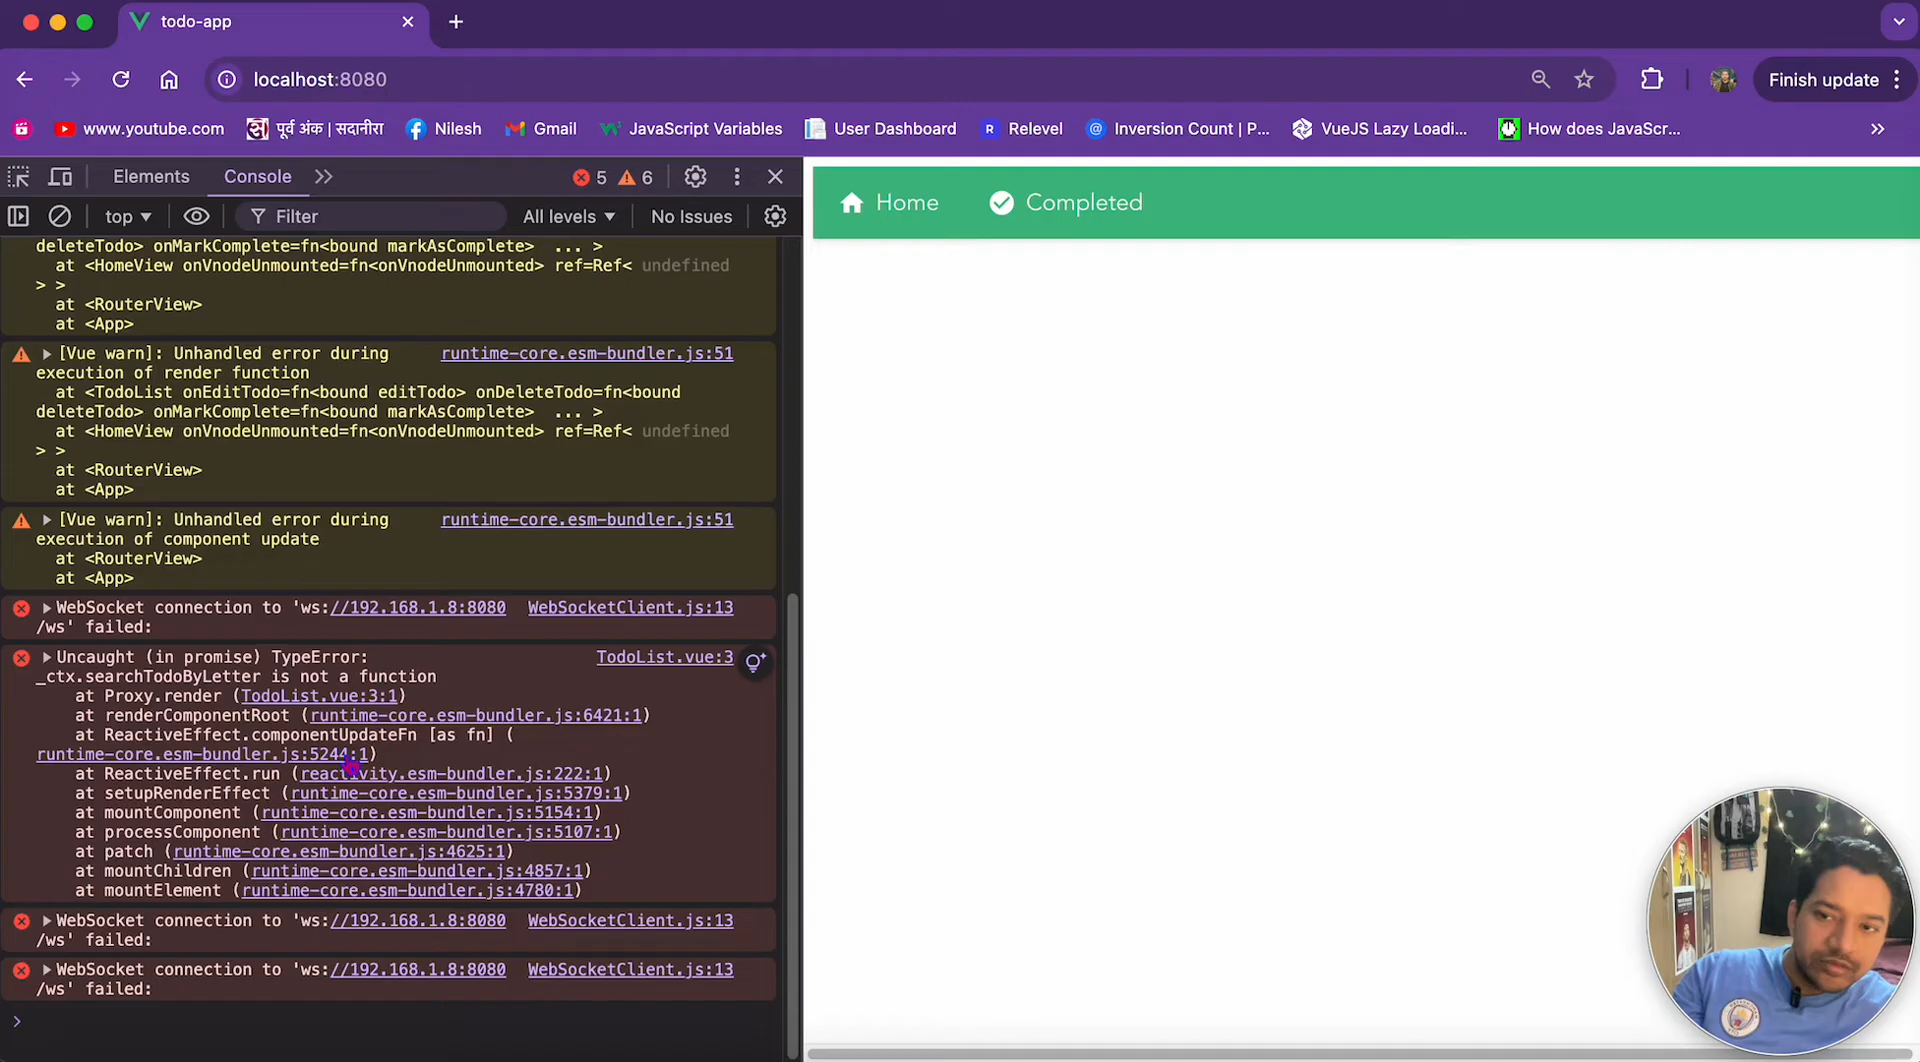 todo-app
localhost:8080
Finish update
www.youtube.com
पूर्व अंक | सदानीरा
Nilesh
Gmail
JavaScript Variables
User Dashboard
Relevel
Inversion Count | P...
VueJS Lazy Loadi...
How does JavaScr...
Elements Console 5 6
top Filter All levels No Issues
deleteTodo> onMarkComplete=fn<bound markAsComplete> ... >
at <HomeView onVnodeUnmounted=fn<onVnodeUnmounted> ref=Ref< undefined
> >
at <RouterView>
at <App>
[Vue warn]: Unhandled error during runtime-core.esm-bundler.js:51
execution of render function
at <TodoList onEditTodo=fn<bound editTodo> onDeleteTodo=fn<bound
deleteTodo> onMarkComplete=fn<bound markAsComplete> ... >
at <HomeView onVnodeUnmounted=fn<onVnodeUnmounted> ref=Ref< undefined
> >
at <RouterView>
at <App>
[Vue warn]: Unhandled error during runtime-core.esm-bundler.js:51
execution of component update
at <RouterView>
at <App>
WebSocket connection to 'ws://192.168.1.8:8080 WebSocketClient.js:13
/ws' failed:
Uncaught (in promise) TypeError: TodoList.vue:3
_ctx.searchTodoByLetter is not a function
at Proxy.render (TodoList.vue:3:1)
at renderComponentRoot (runtime-core.esm-bundler.js:6421:1)
at ReactiveEffect.componentUpdateFn [as fn] (
runtime-core.esm-bundler.js:5244:1)
at ReactiveEffect.run (reactivity.esm-bundler.js:222:1)
at setupRenderEffect (runtime-core.esm-bundler.js:5379:1)
at mountComponent (runtime-core.esm-bundler.js:5154:1)
at processComponent (runtime-core.esm-bundler.js:5107:1)
at patch (runtime-core.esm-bundler.js:4625:1)
at mountChildren (runtime-core.esm-bundler.js:4857:1)
at mountElement (runtime-core.esm-bundler.js:4780:1)
WebSocket connection to 'ws://192.168.1.8:8080 WebSocketClient.js:13
/ws' failed:
WebSocket connection to 'ws://192.168.1.8:8080 WebSocketClient.js:13
/ws' failed:
Home
Completed